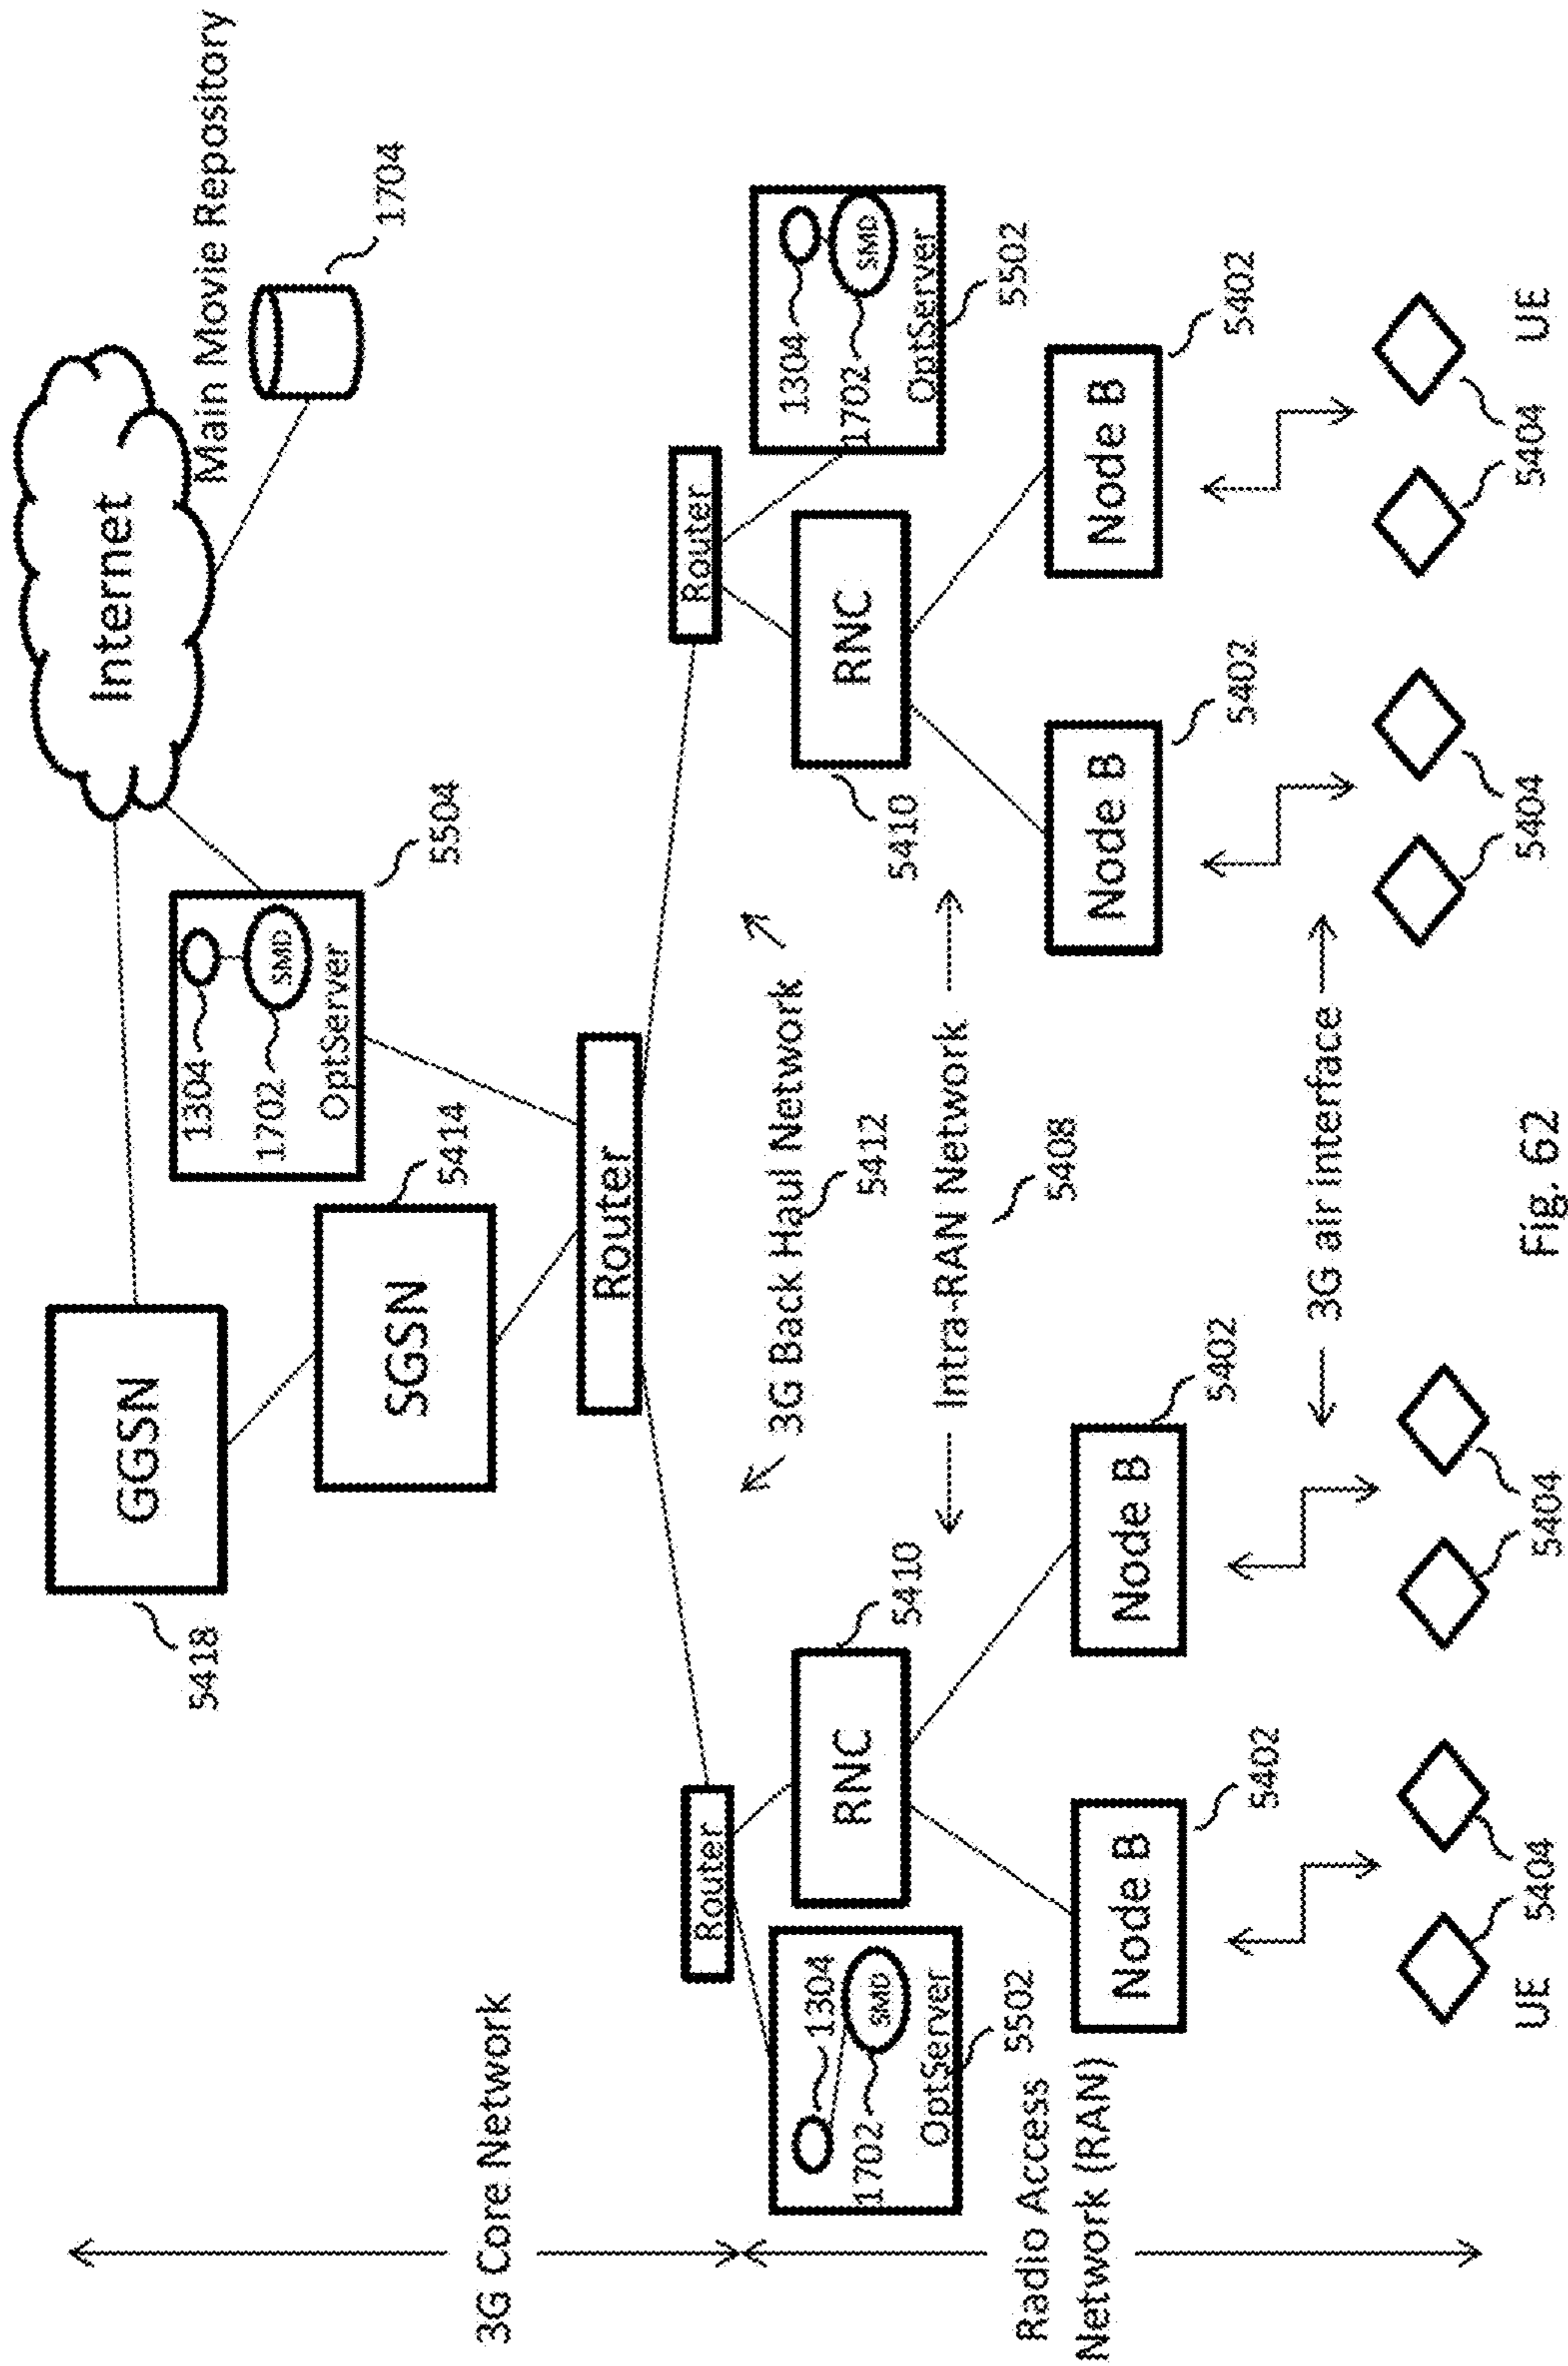 Internet
Main Movie Repository
1704
GGSN
5418
1304
1702
SMD
OptServer
5504
SGSN
5414
Router
3G Core Network
Router
Router
3G Back Haul Network
5412
1304
1702
SMD
OptServer
5502
RNC
5410
RNC
5410
1304
1702
SMD
OptServer
5502
Intra-RAN Network
5408
Radio Access
Network (RAN)
Node B
5402
Node B
5402
Node B
5402
Node B
5402
3G air interface
UE
5404
5404
5404
5404
UE
Fig. 62